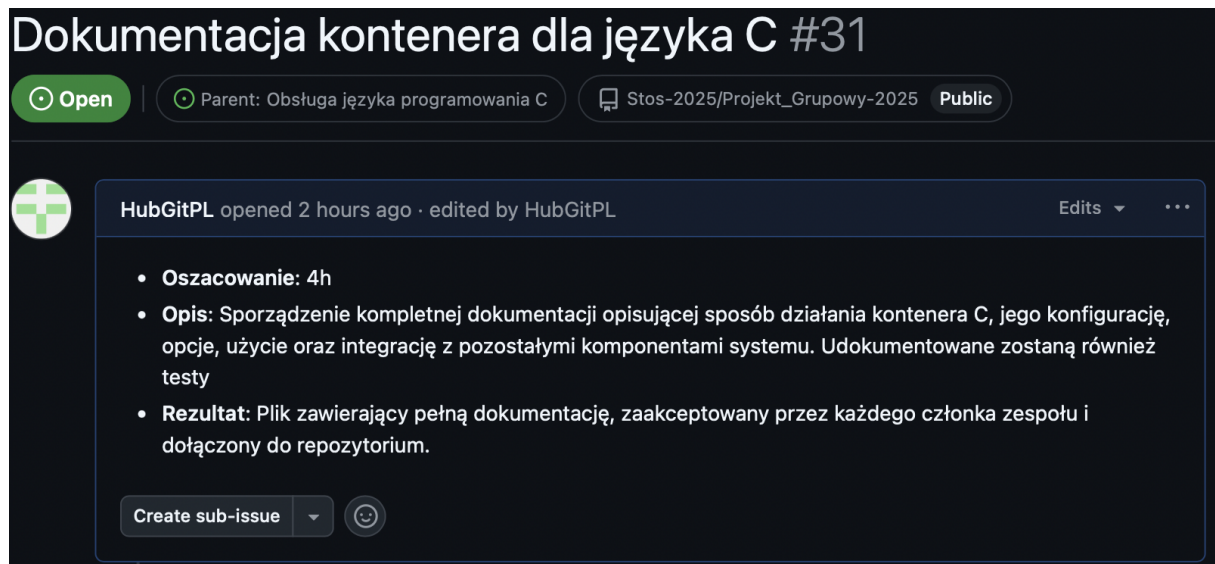 Dokumentacja kontenera dla języka C #31
Open
Parent: Obsługa języka programowania C
Stos-2025/Projekt_Grupowy-2025 Public
HubGitPL opened 2 hours ago · edited by HubGitPL
Edits
• Oszacowanie: 4h
• Opis: Sporządzenie kompletnej dokumentacji opisującej sposób działania kontenera C, jego konfigurację,
opcje, użycie oraz integrację z pozostałymi komponentami systemu. Udokumentowane zostaną również
testy
• Rezultat: Plik zawierający pełną dokumentację, zaakceptowany przez każdego członka zespołu i
dołączony do repozytorium.
Create sub-issue